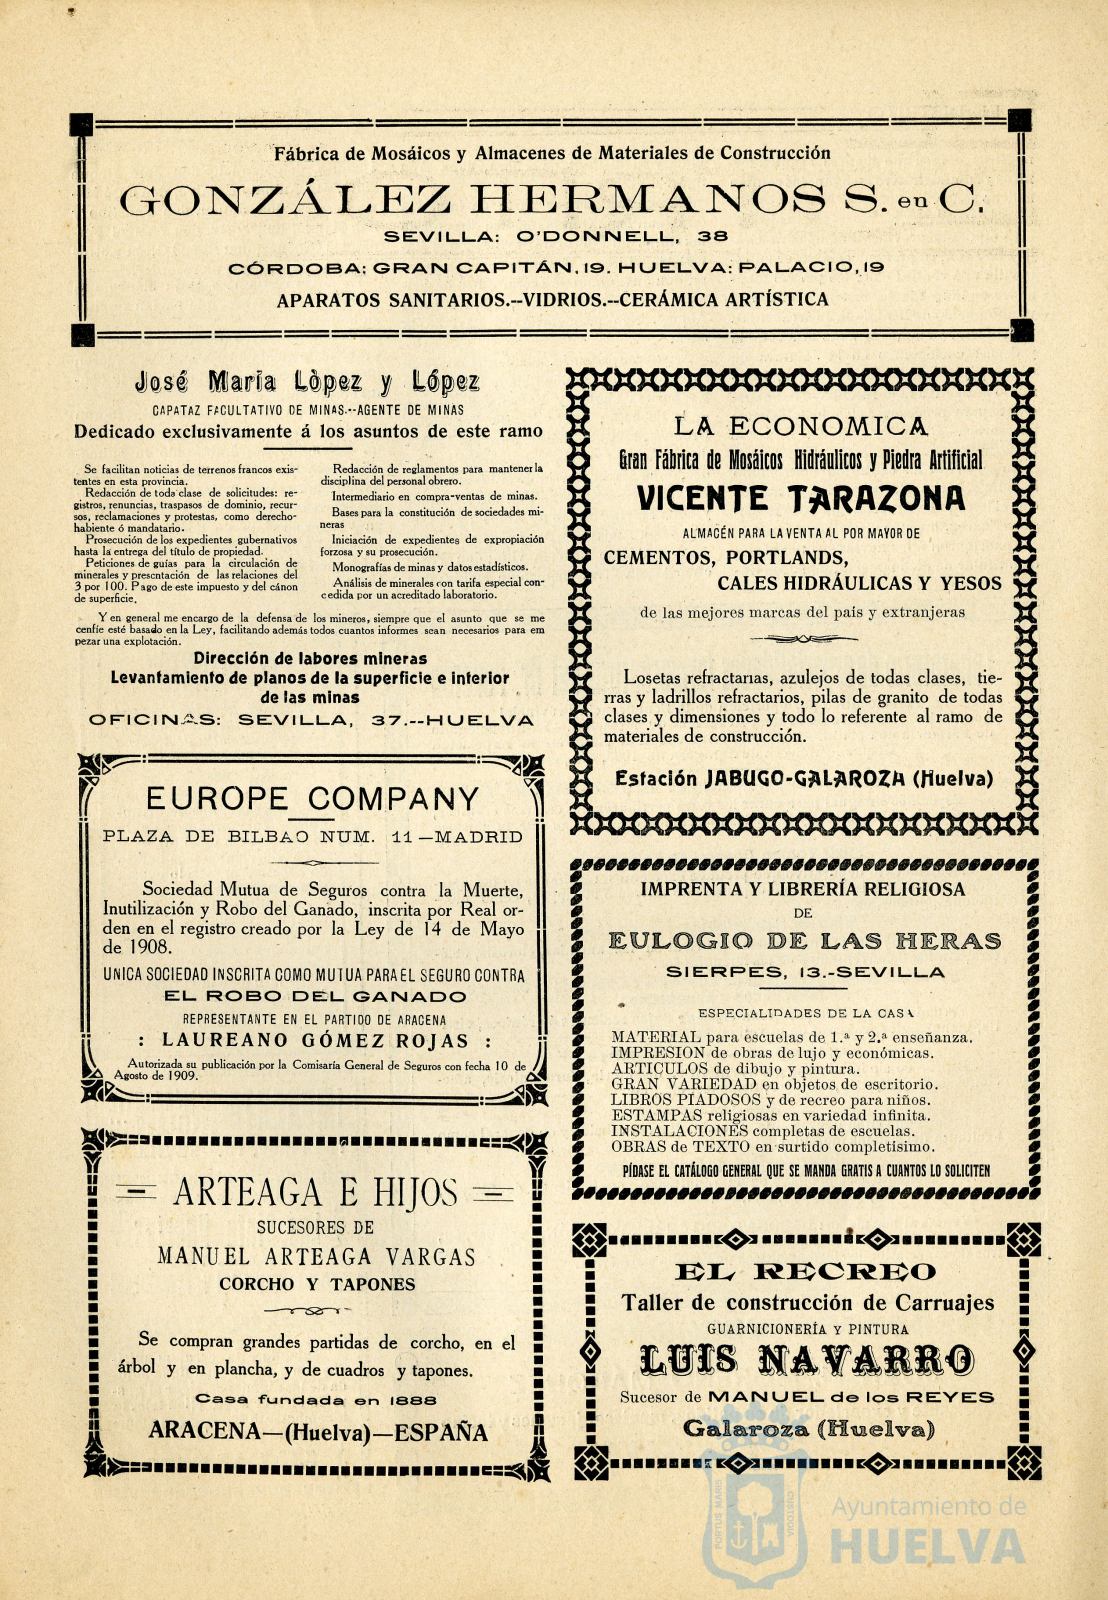 Fábrica de Mosáicos y Almacenes de Materiales de Construcción
GONZÁLEZ HERMANOS S. en C.
SEVILLA: O'DONNELL, 38
CÓRDOBA: GRAN CAPITÁN, 19. HUELVA: PALACIO, 19
APARATOS SANITARIOS.--VIDRIOS.--CERÁMICA ARTÍSTICA
José María Lòpez y López
CAPATAZ FACULTATIVO DE MINAS.--AGENTE DE MINAS
Dedicado exclusivamente á los asuntos de este ramo
Se facilitan noticias de terrenos francos exis-
tentes en esta provincia.
Redacción de toda clase de solicitudes: re-
gistros, renuncias, traspasos de dominio, recur-
sos, reclamaciones y protestas, como derecho-
habiente ó mandatario.
Prosecución de los expedientes gubernativos
hasta la entrega del título de propiedad.
Peticiones de guías para la circulación de
minerales y presentación de las relaciones del
3 por 100. Pago de este impuesto y del cánon
de superficie.
Redacción de reglamentos para mantener la
disciplina del personal obrero.
Intermediario en compra-ventas de minas.
Bases para la constitución de sociedades mi-
neras
Iniciación de expedientes de expropiación
forzosa y su prosecución.
Monografías de minas y datos estadísticos.
Análisis de minerales con tarifa especial con-
cedida por un acreditado laboratorio.
Y en general me encargo de la defensa de los mineros, siempre que el asunto que se me
cenfíe esté basado en la Ley, facilitando además todos cuantos informes sean necesarios para em
pezar una explotación.
Dirección de labores mineras
Levantamiento de planos de la superficie e interior
de las minas
OFICINAS: SEVILLA, 37.--HUELVA
LA ECONOMICA
Gran Fábrica de Mosáicos Hidráulicos y Piedra Artificial
VICENTE TARAZONA
ALMACÉN PARA LA VENTA AL POR MAYOR DE
CEMENTOS, PORTLANDS,
CALES HIDRÁULICAS Y YESOS
de las mejores marcas del país y extranjeras
Losetas refractarias, azulejos de todas clases, tie-
rras y ladrillos refractarios, pilas de granito de todas
clases y dimensiones y todo lo referente al ramo de
materiales de construcción.
Estación JABUGO-GALAROZA (Huelva)
EUROPE COMPANY
PLAZA DE BILBAO NUM. 11—MADRID
Sociedad Mutua de Seguros contra la Muerte,
Inutilización y Robo del Ganado, inscrita por Real or-
den en el registro creado por la Ley de 14 de Mayo
de 1908.
UNICA SOCIEDAD INSCRITA COMO MUTUA PARA EL SEGURO CONTRA
EL ROBO DEL GANADO
REPRESENTANTE EN EL PARTIDO DE ARACENA
: LAUREANO GÓMEZ ROJAS :
Autorizada su publicación por la Comisaría General de Seguros con fecha 10 de
Agosto de 1909.
IMPRENTA Y LIBRERÍA RELIGIOSA
DE
EULOGIO DE LAS HERAS
SIERPES, 13.-SEVILLA
ESPECIALIDADES DE LA CASA
MATERIAL para escuelas de 1.ª y 2.ª enseñanza.
IMPRESION de obras de lujo y económicas.
ARTICULOS de dibujo y pintura.
GRAN VARIEDAD en objetos de escritorio.
LIBROS PIADOSOS y de recreo para niños.
ESTAMPAS religiosas en variedad infinita.
INSTALACIONES completas de escuelas.
OBRAS de TEXTO en surtido completísimo.
PÍDASE EL CATÁLOGO GENERAL QUE SE MANDA GRATIS A CUANTOS LO SOLICITEN
ARTEAGA E HIJOS
SUCESORES DE
MANUEL ARTEAGA VARGAS
CORCHO Y TAPONES
Se compran grandes partidas de corcho, en el
árbol y en plancha, y de cuadros y tapones.
Casa fundada en 1888
ARACENA—(Huelva)—ESPAÑA
EL RECREO
Taller de construcción de Carruajes
GUARNICIONERÍA Y PINTURA
LUIS NAVARRO
Sucesor de MANUEL de los REYES
Galaroza (Huelva)
PORTUS MARIS CUSTODIA
Ayuntamiento de
HUELVA